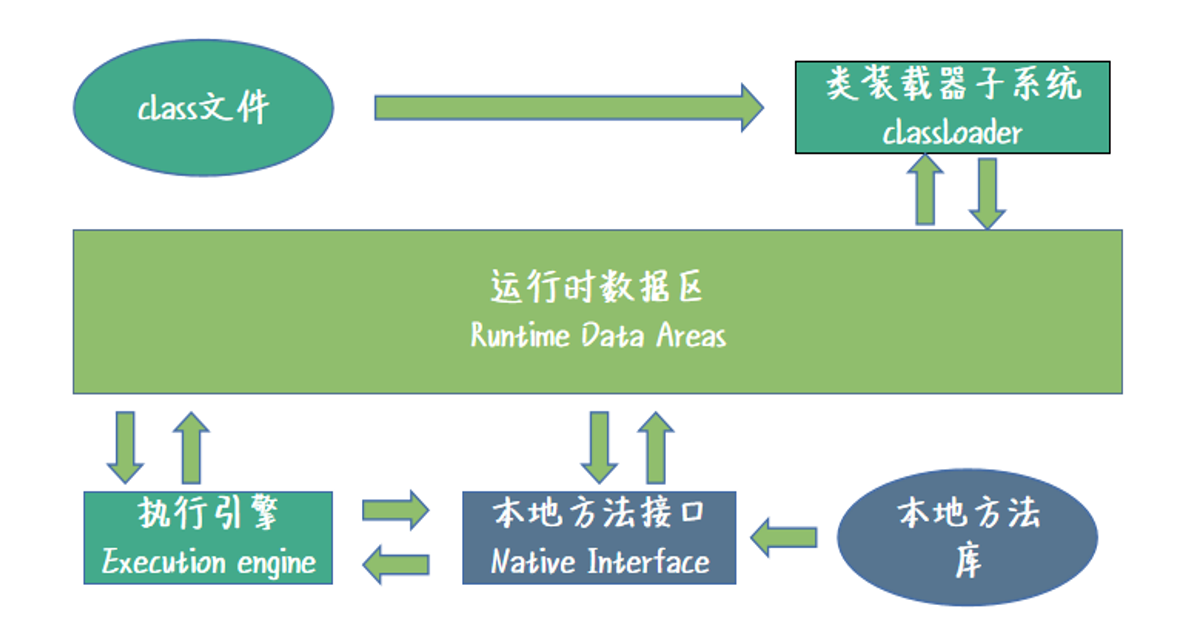 class文件
类装载器子系统
classloader
运行时数据区
Runtime Data Areas
执行引擎
Execution engine
本地方法接口
Native Interface
本地方法
库